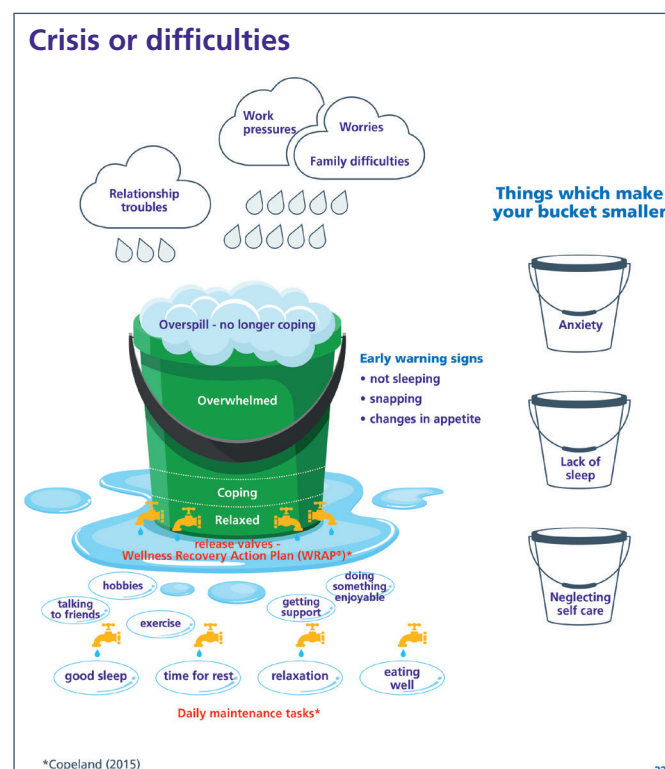 Crisis or difficulties
Work
pressures
Worries
Family difficulties
Relationship
troubles
Things which make
your bucket smaller
Overspill - no longer coping
Overwhelmed
Coping
Relaxed
Early warning signs
• not sleeping
• snapping
• changes in appetite
Anxiety
Lack of
sleep
Neglecting
self care
release valves -
Wellness Recovery Action Plan (WRAP®)*
hobbies
doing
something
enjoyable
talking
to friends
exercise
getting
support
good sleep
time for rest
relaxation
eating
well
Daily maintenance tasks*
*Copeland (2015)